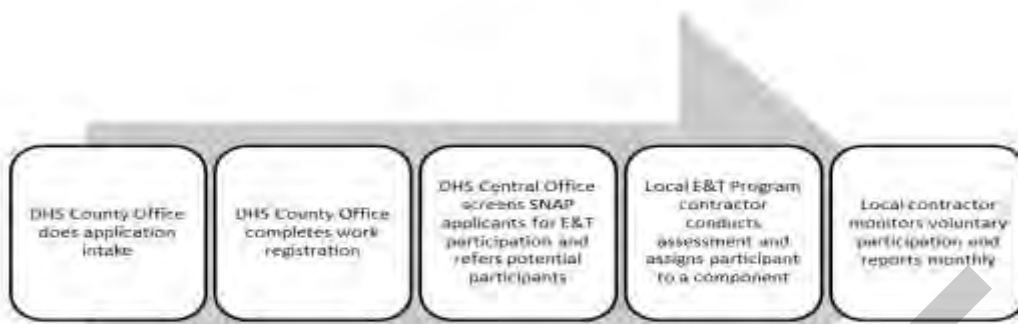 DHS County Office
does application
intake
DHS County Office
completes work
registration
DHS Central Office
screens SNAP
applicants for E&T
participation and
refers potential
participants
Local E&T Program
contractor
conducts
assessment and
assigns participant
to a component
Local contractor
monitors voluntary
participation and
reports monthly